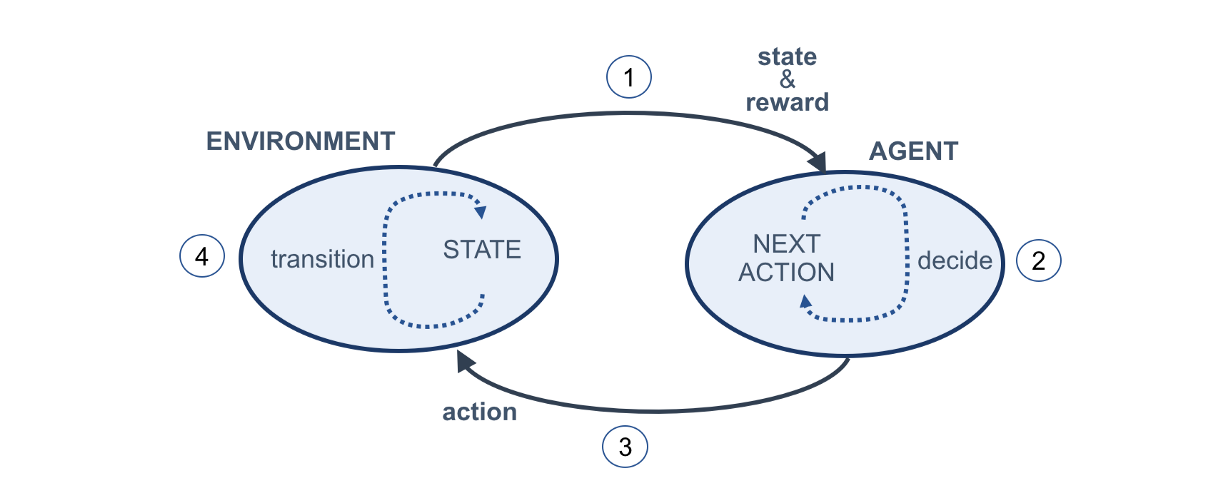 1
state
&
reward
ENVIRONMENT
AGENT
4
transition
STATE
NEXT
ACTION
decide
2
action
3